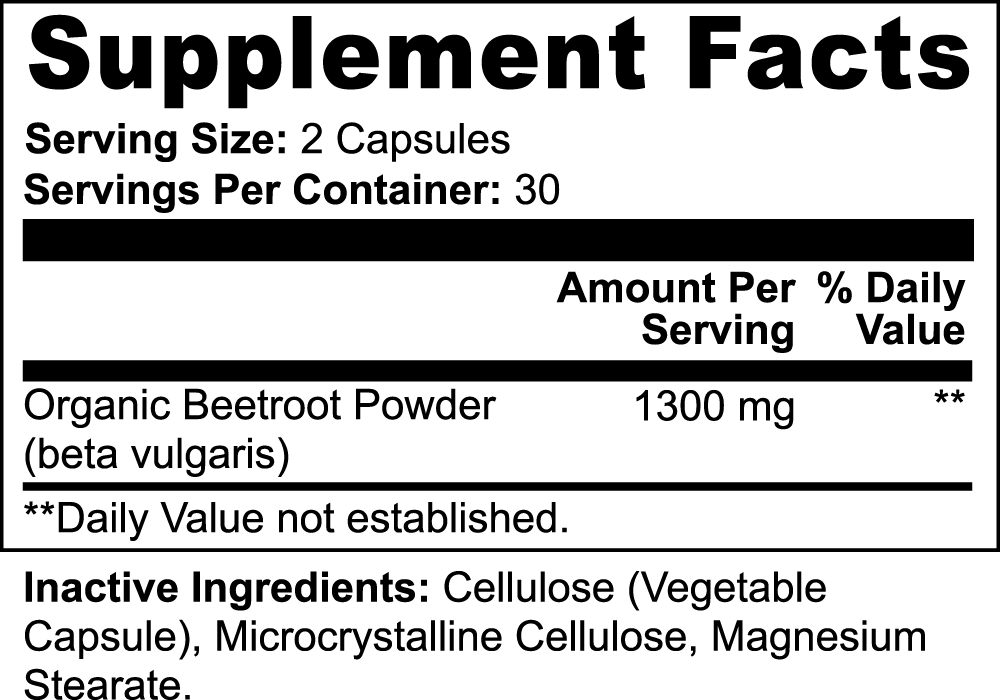 Supplement Facts
Serving Size: 2 Capsules
Servings Per Container: 30
Amount Per % Daily
Serving Value
Organic Beetroot Powder 1300 mg **
(beta vulgaris)
**Daily Value not established.
Inactive Ingredients: Cellulose (Vegetable
Capsule), Microcrystalline Cellulose, Magnesium
Stearate.